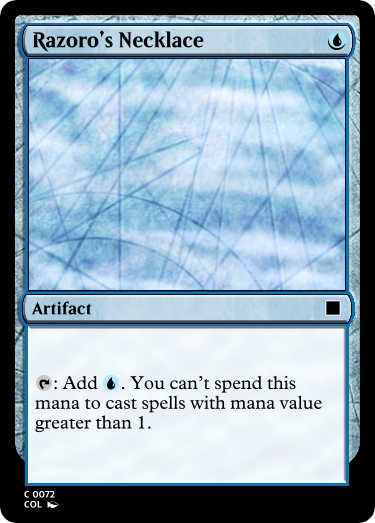 Razoro's Necklace
Artifact
: Add . You can't spend this
mana to cast spells with mana value
greater than 1.
C 0072
COL